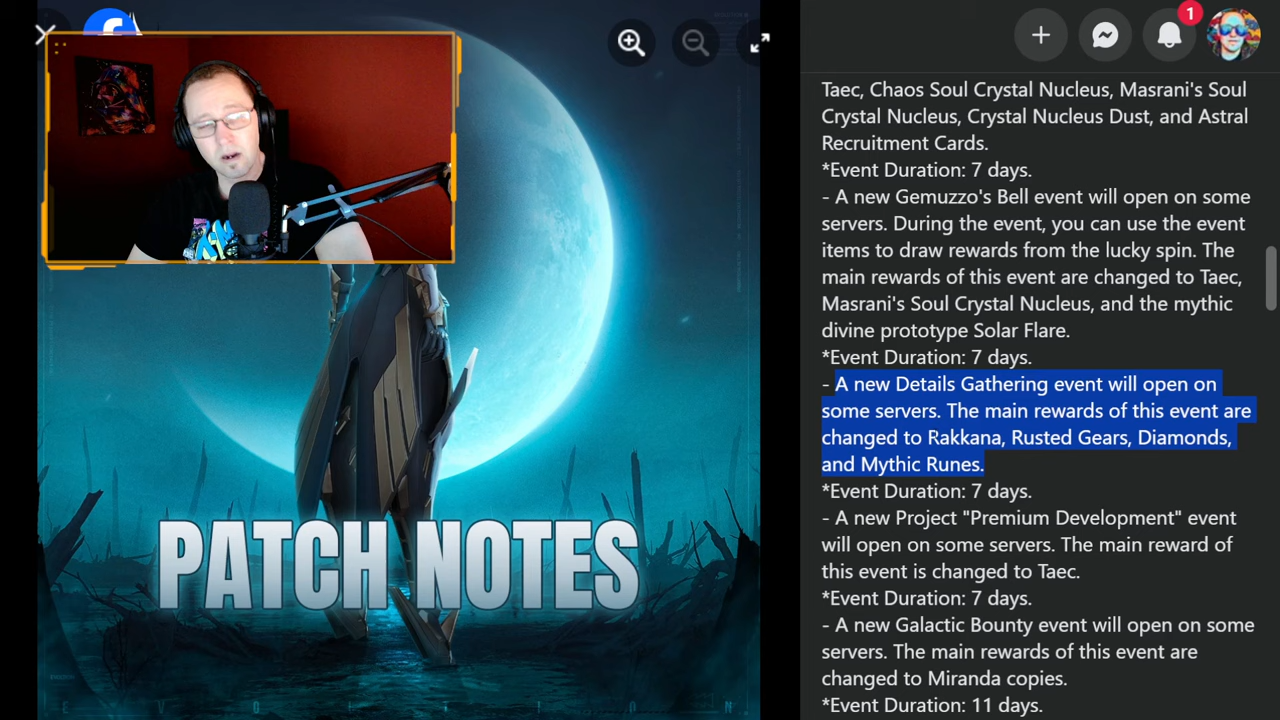 PATCH NOTES
1
Taec, Chaos Soul Crystal Nucleus, Masrani's Soul
Crystal Nucleus, Crystal Nucleus Dust, and Astral
Recruitment Cards.
*Event Duration: 7 days.
- A new Gemuzzo's Bell event will open on some
servers. During the event, you can use the event
items to draw rewards from the lucky spin. The
main rewards of this event are changed to Taec,
Masrani's Soul Crystal Nucleus, and the mythic
divine prototype Solar Flare.
*Event Duration: 7 days.
- A new Details Gathering event will open on
some servers. The main rewards of this event are
changed to Rakkana, Rusted Gears, Diamonds,
and Mythic Runes.
*Event Duration: 7 days.
- A new Project "Premium Development" event
will open on some servers. The main reward of
this event is changed to Taec.
*Event Duration: 7 days.
- A new Galactic Bounty event will open on some
servers. The main rewards of this event are
changed to Miranda copies.
*Event Duration: 11 days.